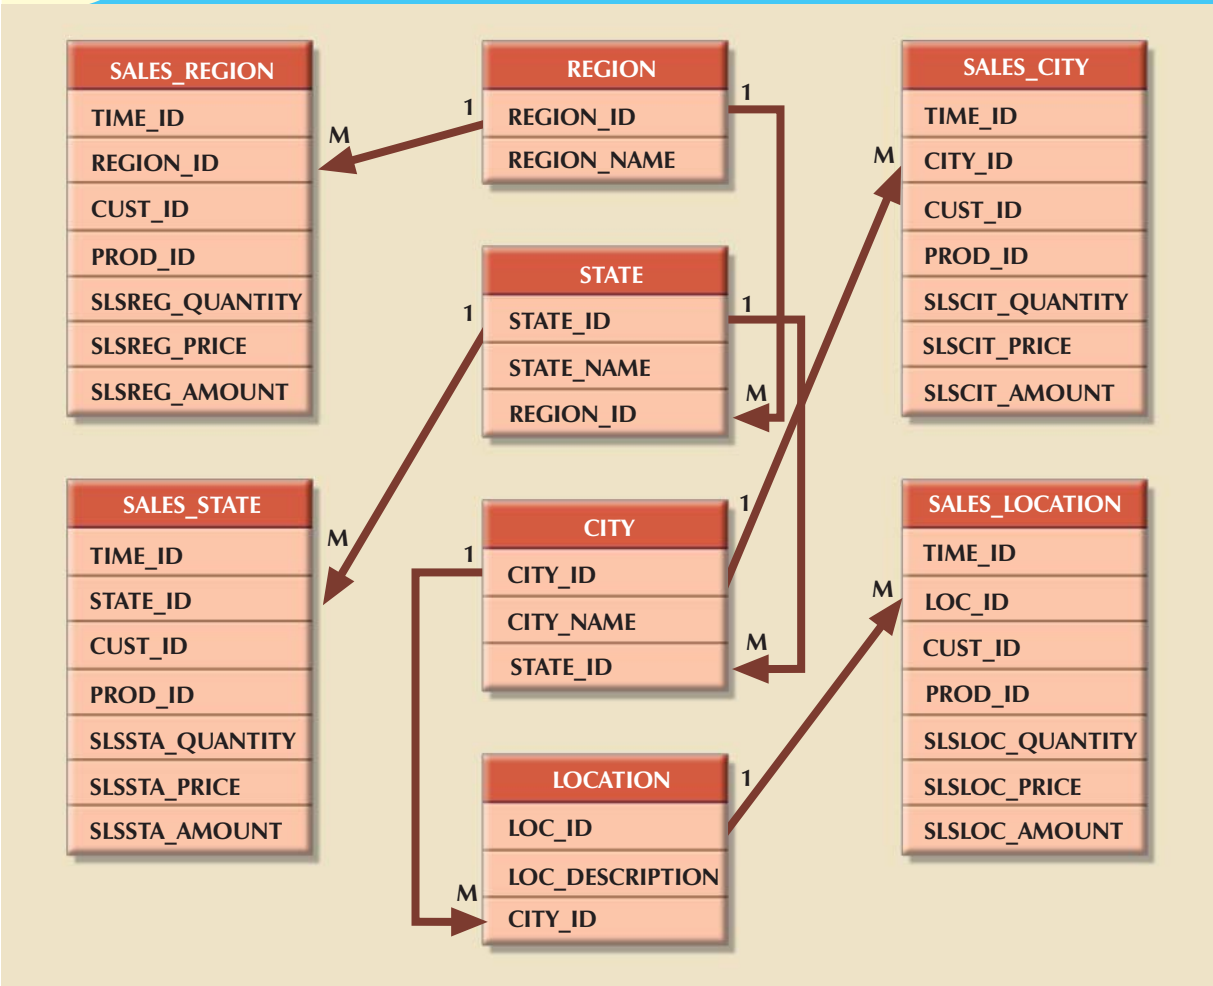 SALES_REGION
TIME_ID
REGION_ID
CUST_ID
PROD_ID
SLSREG_QUANTITY
SLSREG_PRICE
SLSREG_AMOUNT
M
1
REGION
REGION_ID
REGION_NAME
1
SALES_CITY
TIME_ID
CITY_ID
CUST_ID
PROD_ID
SLSCIT_QUANTITY
SLSCIT_PRICE
SLSCIT_AMOUNT
M
1
STATE
STATE_ID
STATE_NAME
REGION_ID
1
M
SALES_STATE
TIME_ID
STATE_ID
CUST_ID
PROD_ID
SLSSTA_QUANTITY
SLSSTA_PRICE
SLSSTA_AMOUNT
M
1
CITY
CITY_ID
CITY_NAME
STATE_ID
1
M
SALES_LOCATION
TIME_ID
LOC_ID
CUST_ID
PROD_ID
SLSLOC_QUANTITY
SLSLOC_PRICE
SLSLOC_AMOUNT
M
LOCATION
LOC_ID
LOC_DESCRIPTION
CITY_ID
1
M